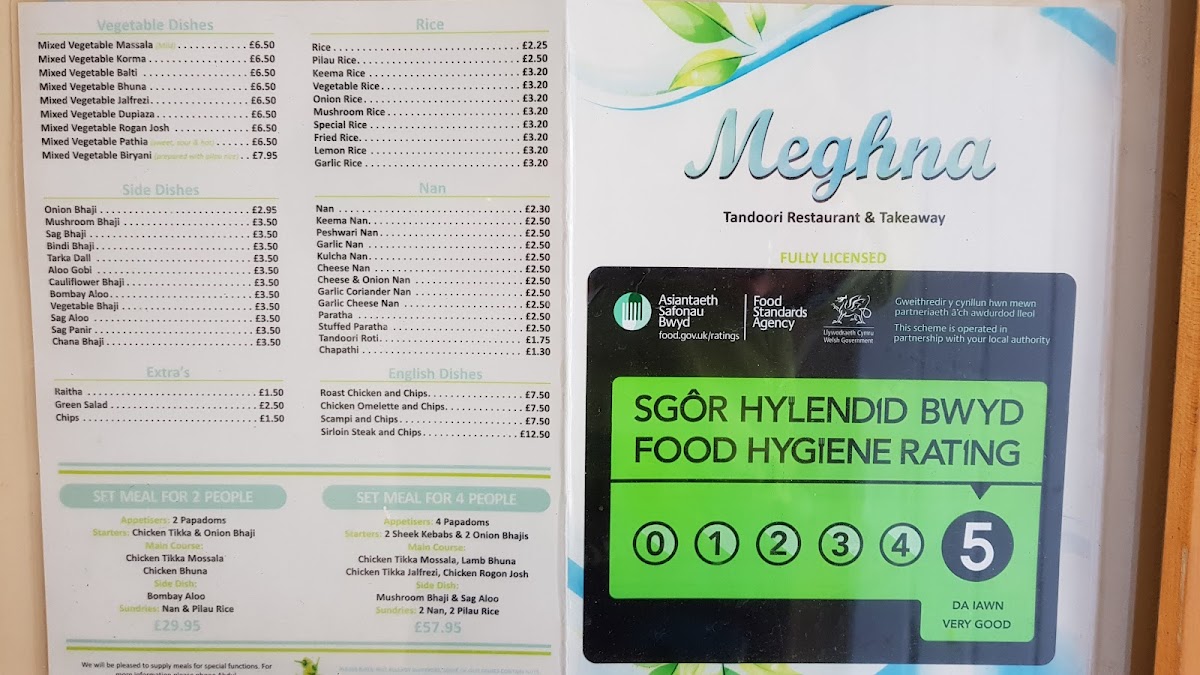 Vegetable Dishes
Mixed Vegetable Massala (Mild) . . . . . . . . . . . . £6.50
Mixed Vegetable Korma . . . . . . . . . . . . . . . . £6.50
Mixed Vegetable Balti . . . . . . . . . . . . . . . . £6.50
Mixed Vegetable Bhuna . . . . . . . . . . . . . . . . £6.50
Mixed Vegetable Jalfrezi . . . . . . . . . . . . . . . £6.50
Mixed Vegetable Dupiaza . . . . . . . . . . . . . . . £6.50
Mixed Vegetable Rogan Josh . . . . . . . . . . . . . £6.50
Mixed Vegetable Pathia (sweet, sour & hot) . . . . . . £6.50
Mixed Vegetable Biryani (prepared with pilau rice) . . £7.95
Side Dishes
Onion Bhaji . . . . . . . . . . . . . . . . £2.95
Mushroom Bhaji . . . . . . . . . . . . . . £3.50
Sag Bhaji . . . . . . . . . . . . . . . . . £3.50
Bindi Bhaji . . . . . . . . . . . . . . . . £3.50
Tarka Dall . . . . . . . . . . . . . . . . £3.50
Aloo Gobi . . . . . . . . . . . . . . . . . £3.50
Cauliflower Bhaji . . . . . . . . . . . . . £3.50
Bombay Aloo . . . . . . . . . . . . . . . . £3.50
Vegetable Bhaji . . . . . . . . . . . . . . £3.50
Sag Aloo . . . . . . . . . . . . . . . . . £3.50
Sag Panir . . . . . . . . . . . . . . . . . £3.50
Chana Bhaji . . . . . . . . . . . . . . . . £3.50
Extra's
Raitha . . . . . . . . . . . . . . . . . . £1.50
Green Salad . . . . . . . . . . . . . . . . £2.50
Chips . . . . . . . . . . . . . . . . . . . £1.50
Rice
Rice . . . . . . . . . . . . . . . . . . . £2.25
Pilau Rice . . . . . . . . . . . . . . . . £2.50
Keema Rice . . . . . . . . . . . . . . . . £3.20
Vegetable Rice . . . . . . . . . . . . . . £3.20
Onion Rice . . . . . . . . . . . . . . . . £3.20
Mushroom Rice . . . . . . . . . . . . . . . £3.20
Special Rice . . . . . . . . . . . . . . . £3.20
Fried Rice . . . . . . . . . . . . . . . . £3.20
Lemon Rice . . . . . . . . . . . . . . . . £3.20
Garlic Rice . . . . . . . . . . . . . . . . £3.20
Nan
Nan . . . . . . . . . . . . . . . . . . . . £2.30
Keema Nan . . . . . . . . . . . . . . . . . £2.50
Peshwari Nan . . . . . . . . . . . . . . . £2.50
Garlic Nan . . . . . . . . . . . . . . . . £2.50
Kulcha Nan . . . . . . . . . . . . . . . . £2.50
Cheese Nan . . . . . . . . . . . . . . . . £2.50
Cheese & Onion Nan . . . . . . . . . . . . £2.50
Garlic Coriander Nan . . . . . . . . . . . £2.50
Garlic Cheese Nan . . . . . . . . . . . . . £2.50
Paratha . . . . . . . . . . . . . . . . . . £2.50
Stuffed Paratha . . . . . . . . . . . . . . £2.50
Tandoori Roti . . . . . . . . . . . . . . . £1.75
Chapathi . . . . . . . . . . . . . . . . . £1.30
English Dishes
Roast Chicken and Chips . . . . . . . . . . £7.50
Chicken Omelette and Chips . . . . . . . . £7.50
Scampi and Chips . . . . . . . . . . . . . £7.50
Sirloin Steak and Chips . . . . . . . . . . £12.50
SET MEAL FOR 2 PEOPLE
Appetisers: 2 Papadoms
Starters: Chicken Tikka & Onion Bhaji
Main Course:
Chicken Tikka Mossala
Chicken Bhuna
Side Dish:
Bombay Aloo
Sundries: Nan & Pilau Rice
£29.95
SET MEAL FOR 4 PEOPLE
Appetisers: 4 Papadoms
Starters: 2 Sheek Kebabs & 2 Onion Bhajis
Main Course:
Chicken Tikka Mossala, Lamb Bhuna
Chicken Tikka Jalfrezi, Chicken Rogon Josh
Side Dish:
Mushroom Bhaji & Sag Aloo
Sundries: 2 Nan, 2 Pilau Rice
£57.95
We will be pleased to supply meals for special functions. For
more information please phone Abdul
Meghna
Tandoori Restaurant & Takeaway
FULLY LICENSED
Asiantaeth
Safonau
Bwyd
food.gov.uk/ratings
Food
Standards
Agency
Llywodraeth Cymru
Welsh Government
Gweithredir y cynllun hwn mewn
partneriaeth â'ch awdurdod lleol
This scheme is operated in
partnership with your local authority
SGÔR HYLENDID BWYD
FOOD HYGIENE RATING
0 1 2 3 4 5
DA IAWN
VERY GOOD